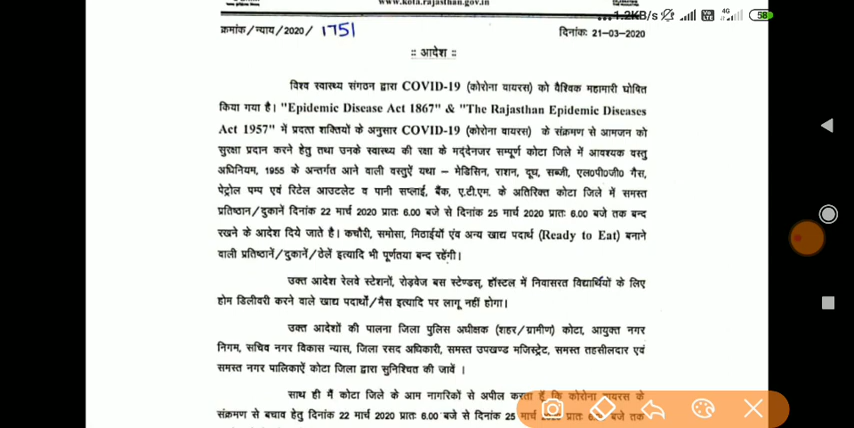 www.kota.rajasthan.gov.in
...1.2KB/s 4G 58
क्रमांक/न्याय/2020/ 1751 दिनांकः 21-03-2020
:: आदेश ::
विश्व स्वास्थ्य संगठन द्वारा COVID-19 (कोरोना वायरस) को वैश्विक महामारी घोषित
किया गया है। "Epidemic Disease Act 1867" & "The Rajasthan Epidemic Diseases
Act 1957" में प्रदत्त शक्तियों के अनुसार COVID-19 (कोरोना वायरस) के संक्रमण से आमजन को
सुरक्षा प्रदान करने हेतु तथा उनके स्वास्थ्य की रक्षा के मद्देनजर सम्पूर्ण कोटा जिले में आवश्यक वस्तु
अधिनियम, 1955 के अन्तर्गत आने वाली वस्तुऐं यथा – मेडिसिन, राशन, दूध, सब्जी, एल0पी0जी0 गैस,
पेट्रोल पम्प एवं रिटेल आउटलेट व पानी सप्लाई, बैंक, ए.टी.एम. के अतिरिक्त कोटा जिले में समस्त
प्रतिष्ठान/दुकानें दिनांक 22 मार्च 2020 प्रातः 6.00 बजे से दिनांक 25 मार्च 2020 प्रातः 6.00 बजे तक बन्द
रखने के आदेश दिये जाते है। कचौरी, समोसा, मिठाईयों एंव अन्य खाद्य पदार्थ (Ready to Eat) बनाने
वाली प्रतिष्ठानें/दुकानें/ठेलें इत्यादि भी पूर्णतया बन्द रहेंगी।
उक्त आदेश रेलवे स्टेशनों, रोड़वेज बस स्टेण्डस्, हॉस्टल में निवासरत विद्यार्थियों के लिए
होम डिलीवरी करने वाले खाद्य पदार्थो/मैस इत्यादि पर लागू नहीं होगा।
उक्त आदेशों की पालना जिला पुलिस अधीक्षक (शहर/ग्रामीण) कोटा, आयुक्त नगर
निगम, सचिव नगर विकास न्यास, जिला रसद अधिकारी, समस्त उपखण्ड मजिस्ट्रेट, समस्त तहसीलदार एवं
समस्त नगर पालिकाऐं कोटा जिला द्वारा सुनिश्चित की जावें ।
साथ ही मैं कोटा जिले के आम नागरिकों से अपील करता हूँ कि कोरोना वायरस के
संक्रमण से बचाव हेतु दिनांक 22 मार्च 2020 प्रातः 6.00 बजे से दिनांक 25 मार्च प्रातः बजे तक